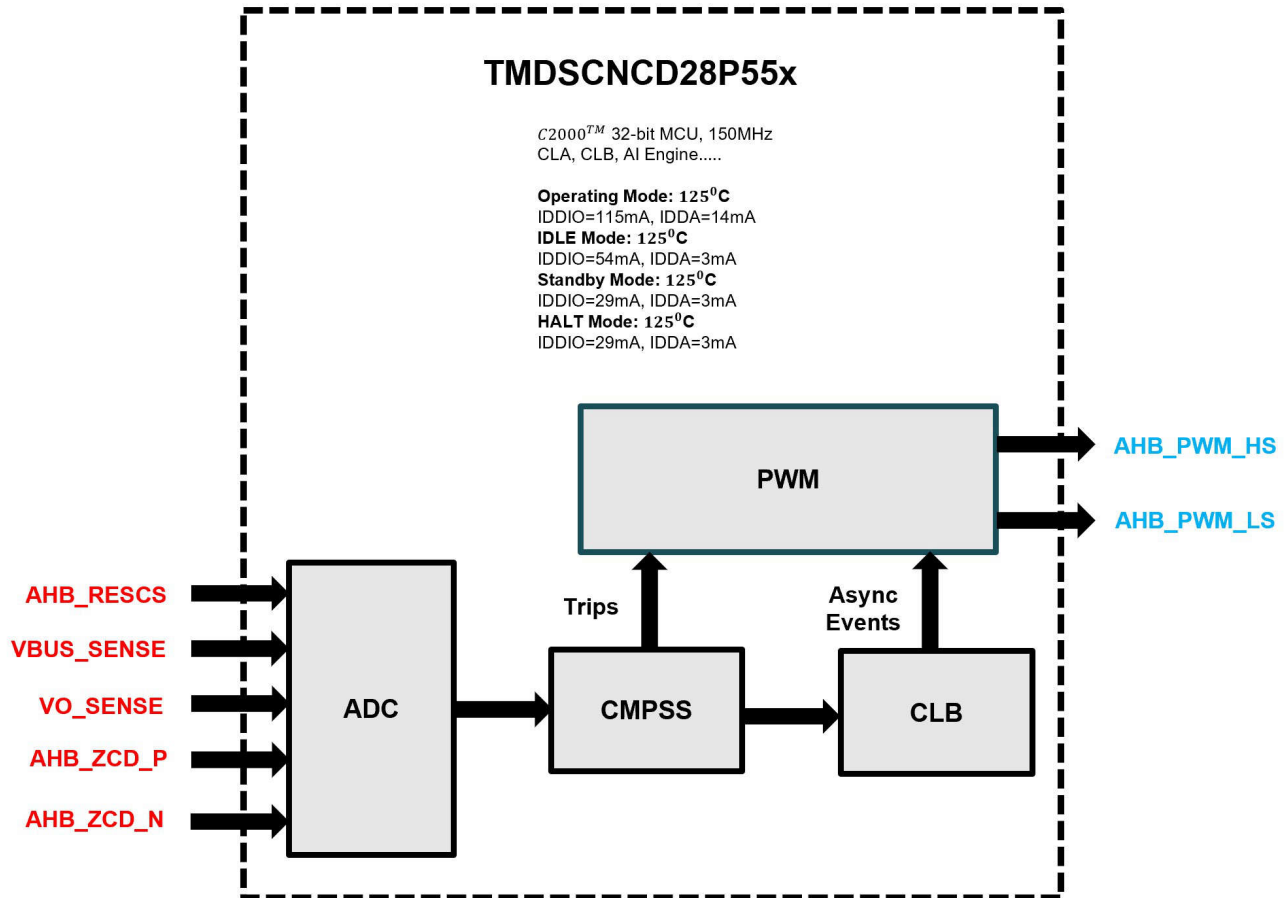 TMDSCNCD28P55x
C2000™ 32-bit MCU, 150MHz
CLA, CLB, AI Engine.....
Operating Mode: 125⁰C
IDDIO=115mA, IDDA=14mA
IDLE Mode: 125⁰C
IDDIO=54mA, IDDA=3mA
Standby Mode: 125⁰C
IDDIO=29mA, IDDA=3mA
HALT Mode: 125⁰C
IDDIO=29mA, IDDA=3mA
PWM
AHB_PWM_HS
AHB_PWM_LS
AHB_RESCS
VBUS_SENSE
VO_SENSE
AHB_ZCD_P
AHB_ZCD_N
ADC
Trips
CMPSS
Async
Events
CLB